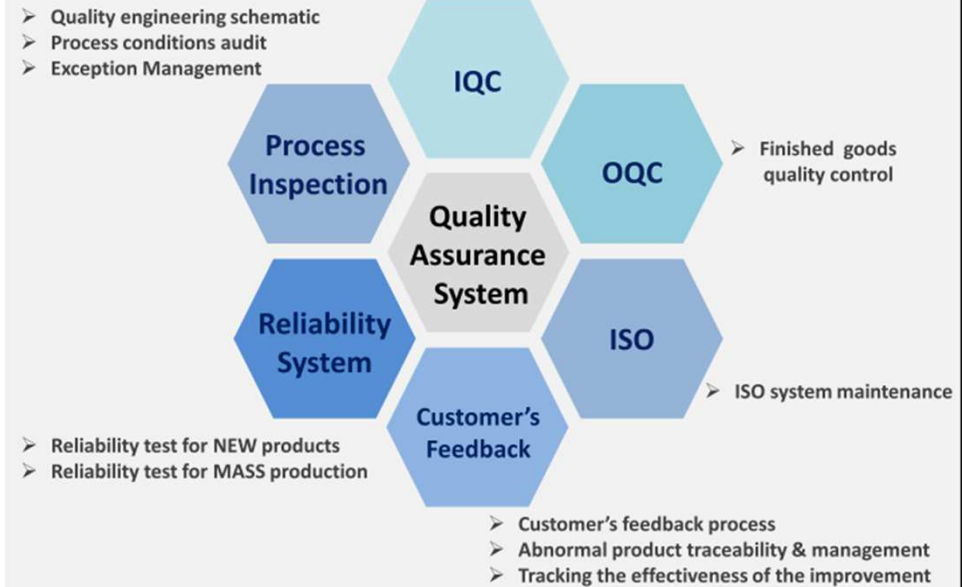 ➢ Quality engineering schematic
➢ Process conditions audit
➢ Exception Management
IQC
Process
Inspection
OQC
➢ Finished goods
quality control
Quality
Assurance
System
Reliability
System
ISO
➢ ISO system maintenance
Customer's
Feedback
➢ Reliability test for NEW products
➢ Reliability test for MASS production
➢ Customer's feedback process
➢ Abnormal product traceability & management
➢ Tracking the effectiveness of the improvement